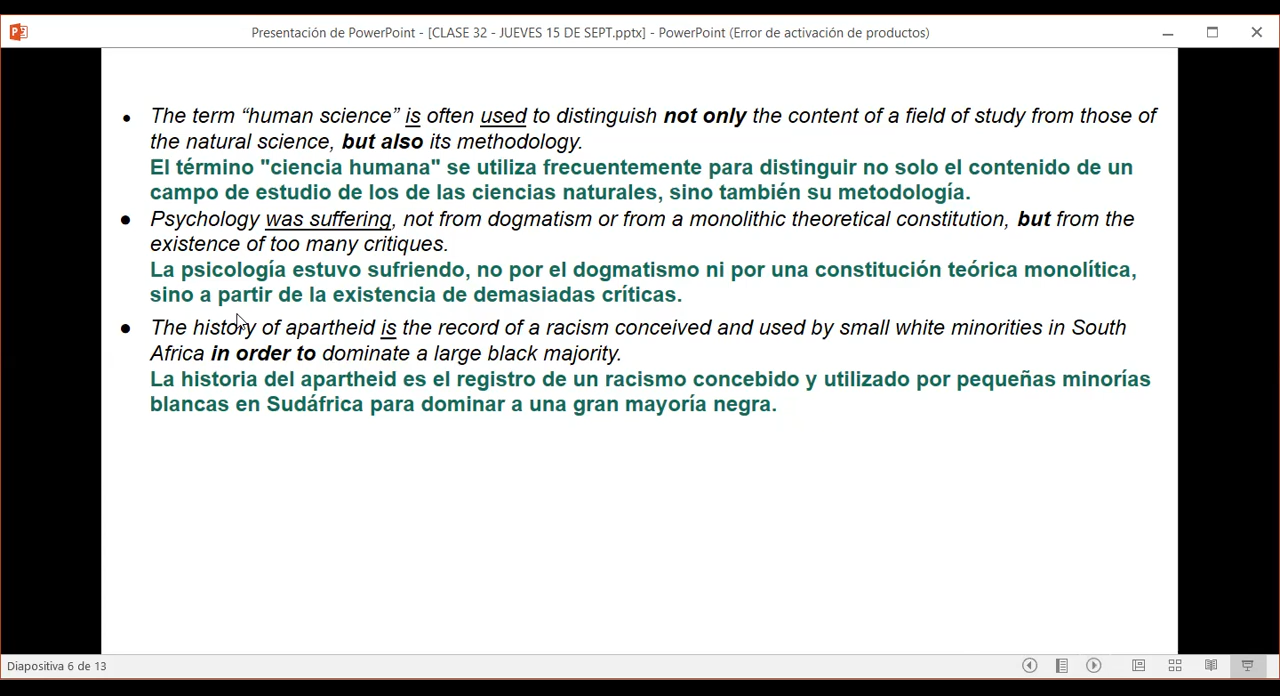 Presentación de PowerPoint - [CLASE 32 - JUEVES 15 DE SEPT.pptx] - PowerPoint (Error de activación de productos)
• The term “human science” is often used to distinguish not only the content of a field of study from those of
the natural science, but also its methodology.
El término "ciencia humana" se utiliza frecuentemente para distinguir no solo el contenido de un
campo de estudio de los de las ciencias naturales, sino también su metodología.
• Psychology was suffering, not from dogmatism or from a monolithic theoretical constitution, but from the
existence of too many critiques.
La psicología estuvo sufriendo, no por el dogmatismo ni por una constitución teórica monolítica,
sino a partir de la existencia de demasiadas críticas.
• The history of apartheid is the record of a racism conceived and used by small white minorities in South
Africa in order to dominate a large black majority.
La historia del apartheid es el registro de un racismo concebido y utilizado por pequeñas minorías
blancas en Sudáfrica para dominar a una gran mayoría negra.
Diapositiva 6 de 13